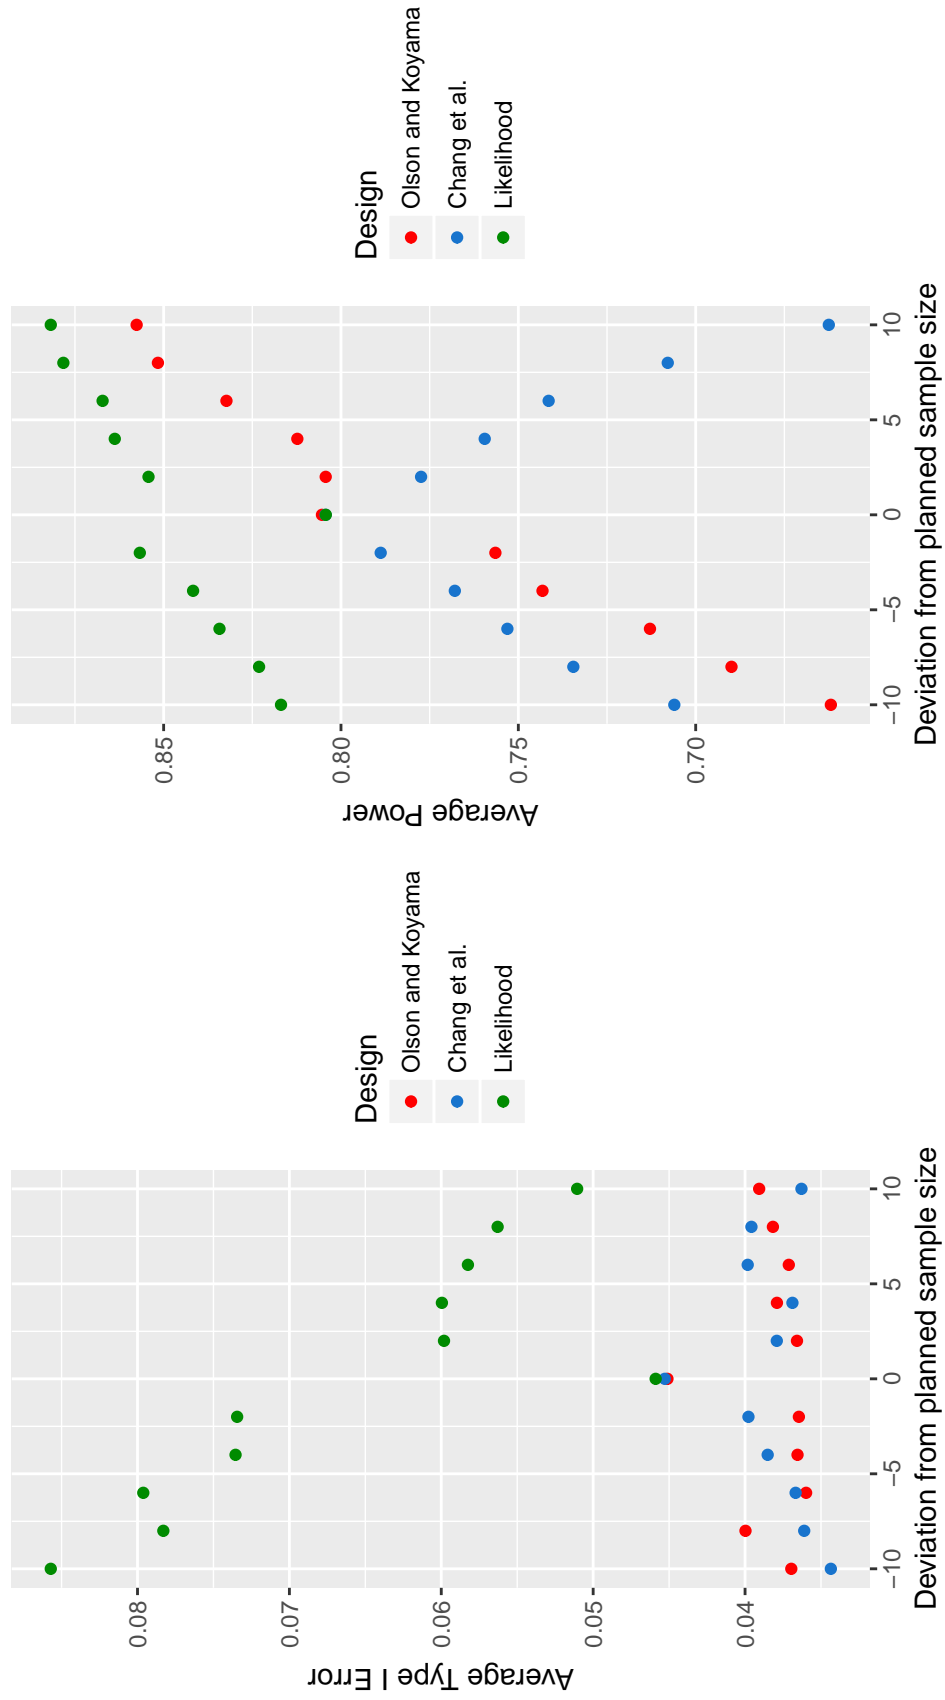 Average Power
0.85
0.80
0.75
0.70
−10
−5
0
5
10
Deviation from planned sample size
Design
Olson and Koyama
Chang et al.
Likelihood
Average Type I Error
0.08
0.07
0.06
0.05
0.04
−10
−5
0
5
10
Deviation from planned sample size
Design
Olson and Koyama
Chang et al.
Likelihood